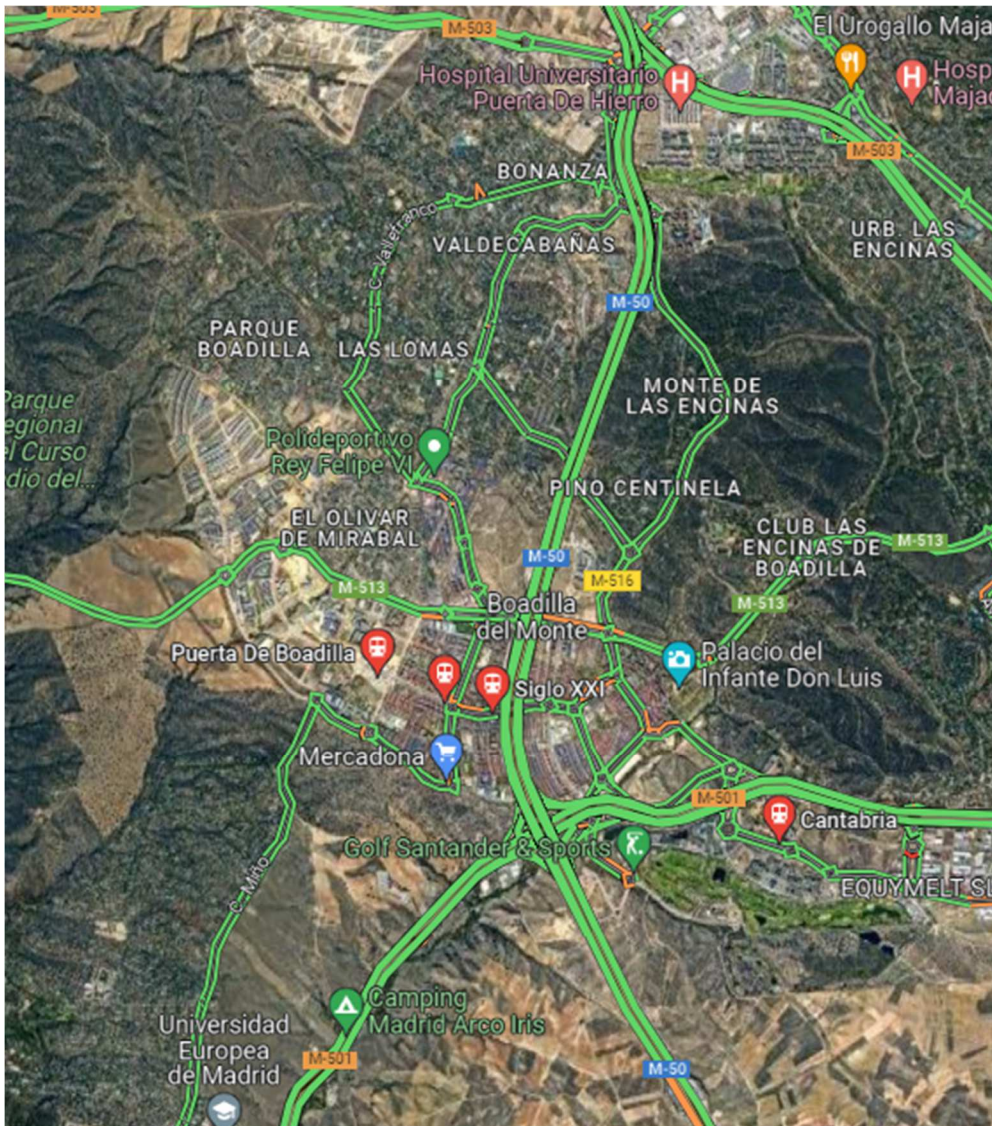 M-503
M-503
El Urogallo Maja
Hospital Universitario
Puerta De Hierro
Hosp
Majad
M-503
BONANZA
C. Vallefranco
VALDECABAÑAS
URB. LAS
ENCINAS
M-50
PARQUE
BOADILLA
LAS LOMAS
MONTE DE
LAS ENCINAS
Parque
egional
el Curso
dio del...
Polideportivo
Rey Felipe VI
PINO CENTINELA
EL OLIVAR
DE MIRABAL
CLUB LAS
ENCINAS DE
BOADILLA
M-513
M-50
M-516
M-513
M-513
Boadilla
del Monte
Puerta De Boadilla
Palacio del
Infante Don Luis
Siglo XXI
Mercadona
M-501
Cantabria
Golf Santander & Sports
EQUYMELT SL
C. Miño
Camping
Madrid Arco Iris
Universidad
Europea
de Madrid
M-501
M-50